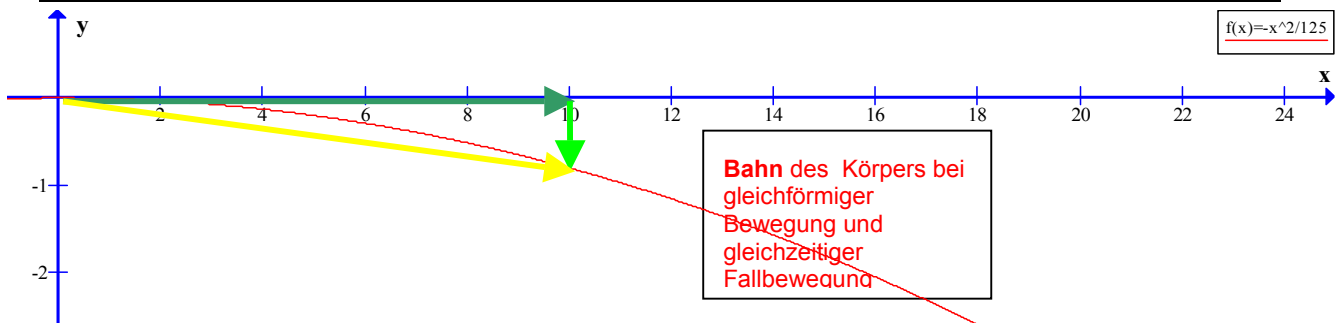 y
f(x)=-x^2/125
x
2 4 6 8 10 12 14 16 18 20 22 24
-1
-2
Bahn des Körpers bei
gleichförmiger
Bewegung und
gleichzeitiger
Fallbewegung